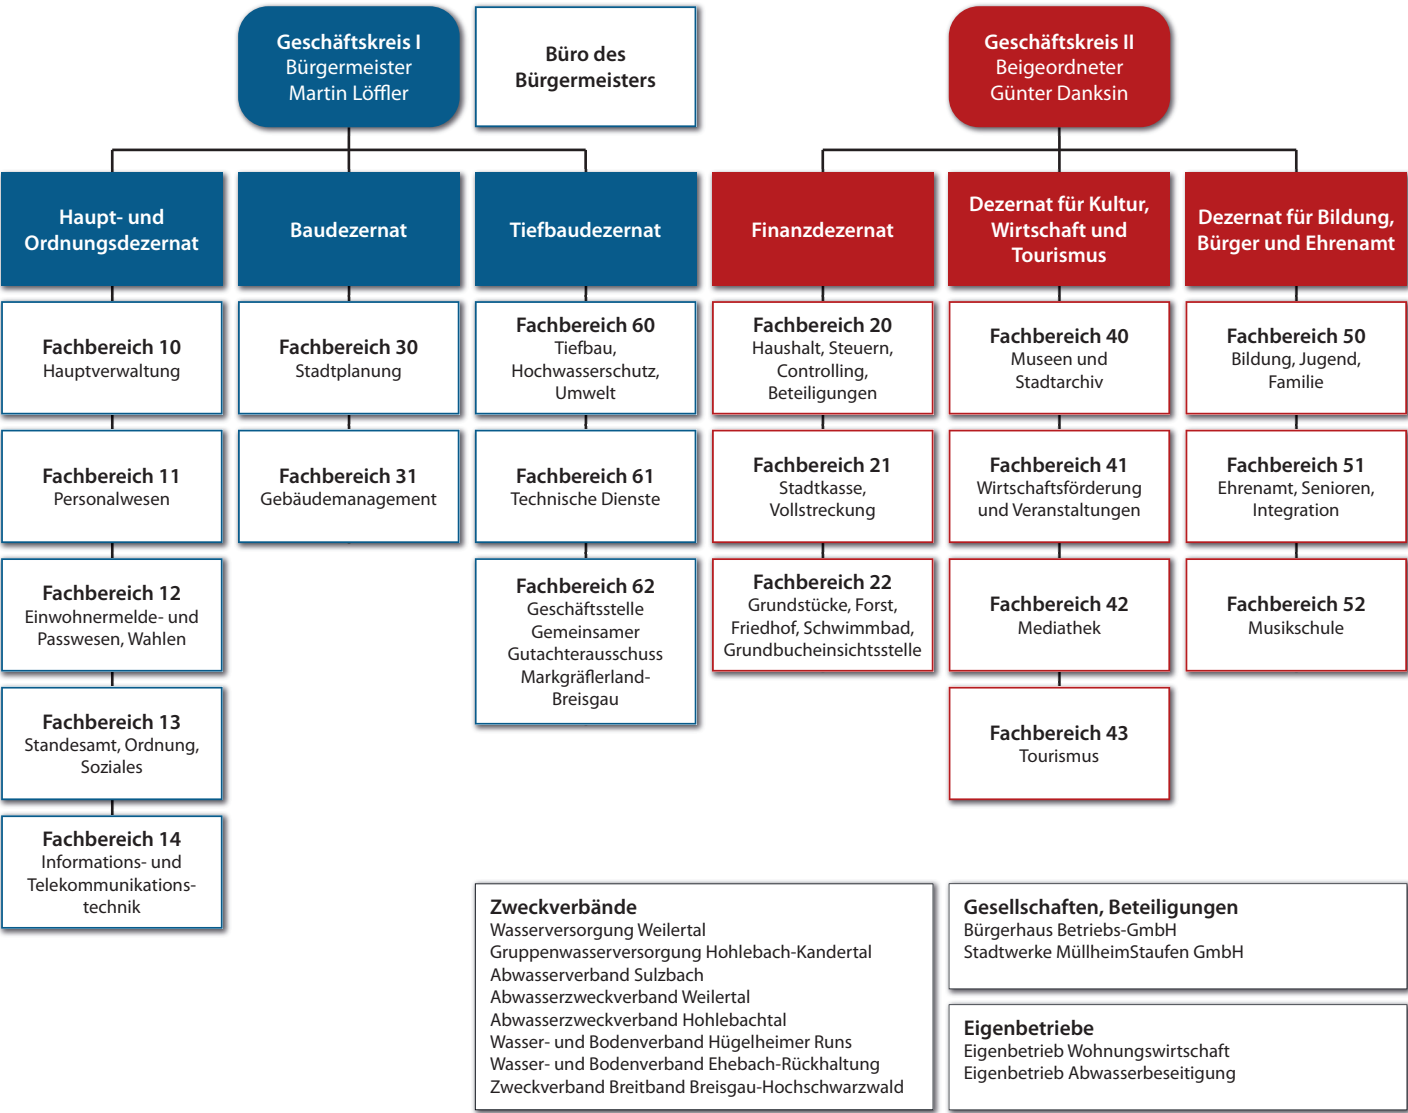 Geschäftskreis I
Bürgermeister
Martin Löffler
Büro des
Bürgermeisters
Geschäftskreis II
Beigeordneter
Günter Danksin
Haupt- und
Ordnungsdezernat
Baudezernat
Tiefbaudezernat
Finanzdezernat
Dezernat für Kultur,
Wirtschaft und
Tourismus
Dezernat für Bildung,
Bürger und Ehrenamt
Fachbereich 10
Hauptverwaltung
Fachbereich 30
Stadtplanung
Fachbereich 60
Tiefbau,
Hochwasserschutz,
Umwelt
Fachbereich 20
Haushalt, Steuern,
Controlling,
Beteiligungen
Fachbereich 40
Museen und
Stadtarchiv
Fachbereich 50
Bildung, Jugend,
Familie
Fachbereich 11
Personalwesen
Fachbereich 31
Gebäudemanagement
Fachbereich 61
Technische Dienste
Fachbereich 21
Stadtkasse,
Vollstreckung
Fachbereich 41
Wirtschaftsförderung
und Veranstaltungen
Fachbereich 51
Ehrenamt, Senioren,
Integration
Fachbereich 12
Einwohnermelde- und
Passwesen, Wahlen
Fachbereich 62
Geschäftsstelle
Gemeinsamer
Gutachterausschuss
Markgräflerland-
Breisgau
Fachbereich 22
Grundstücke, Forst,
Friedhof, Schwimmbad,
Grundbucheinsichtsstelle
Fachbereich 42
Mediathek
Fachbereich 52
Musikschule
Fachbereich 13
Standesamt, Ordnung,
Soziales
Fachbereich 43
Tourismus
Fachbereich 14
Informations- und
Telekommunikations-
technik
Zweckverbände
Wasserversorgung Weilertal
Gruppenwasserversorgung Hohlebach-Kandertal
Abwasserverband Sulzbach
Abwasserzweckverband Weilertal
Abwasserzweckverband Hohlebachtal
Wasser- und Bodenverband Hügelheimer Runs
Wasser- und Bodenverband Ehebach-Rückhaltung
Zweckverband Breitband Breisgau-Hochschwarzwald
Gesellschaften, Beteiligungen
Bürgerhaus Betriebs-GmbH
Stadtwerke MüllheimStaufen GmbH
Eigenbetriebe
Eigenbetrieb Wohnungswirtschaft
Eigenbetrieb Abwasserbeseitigung